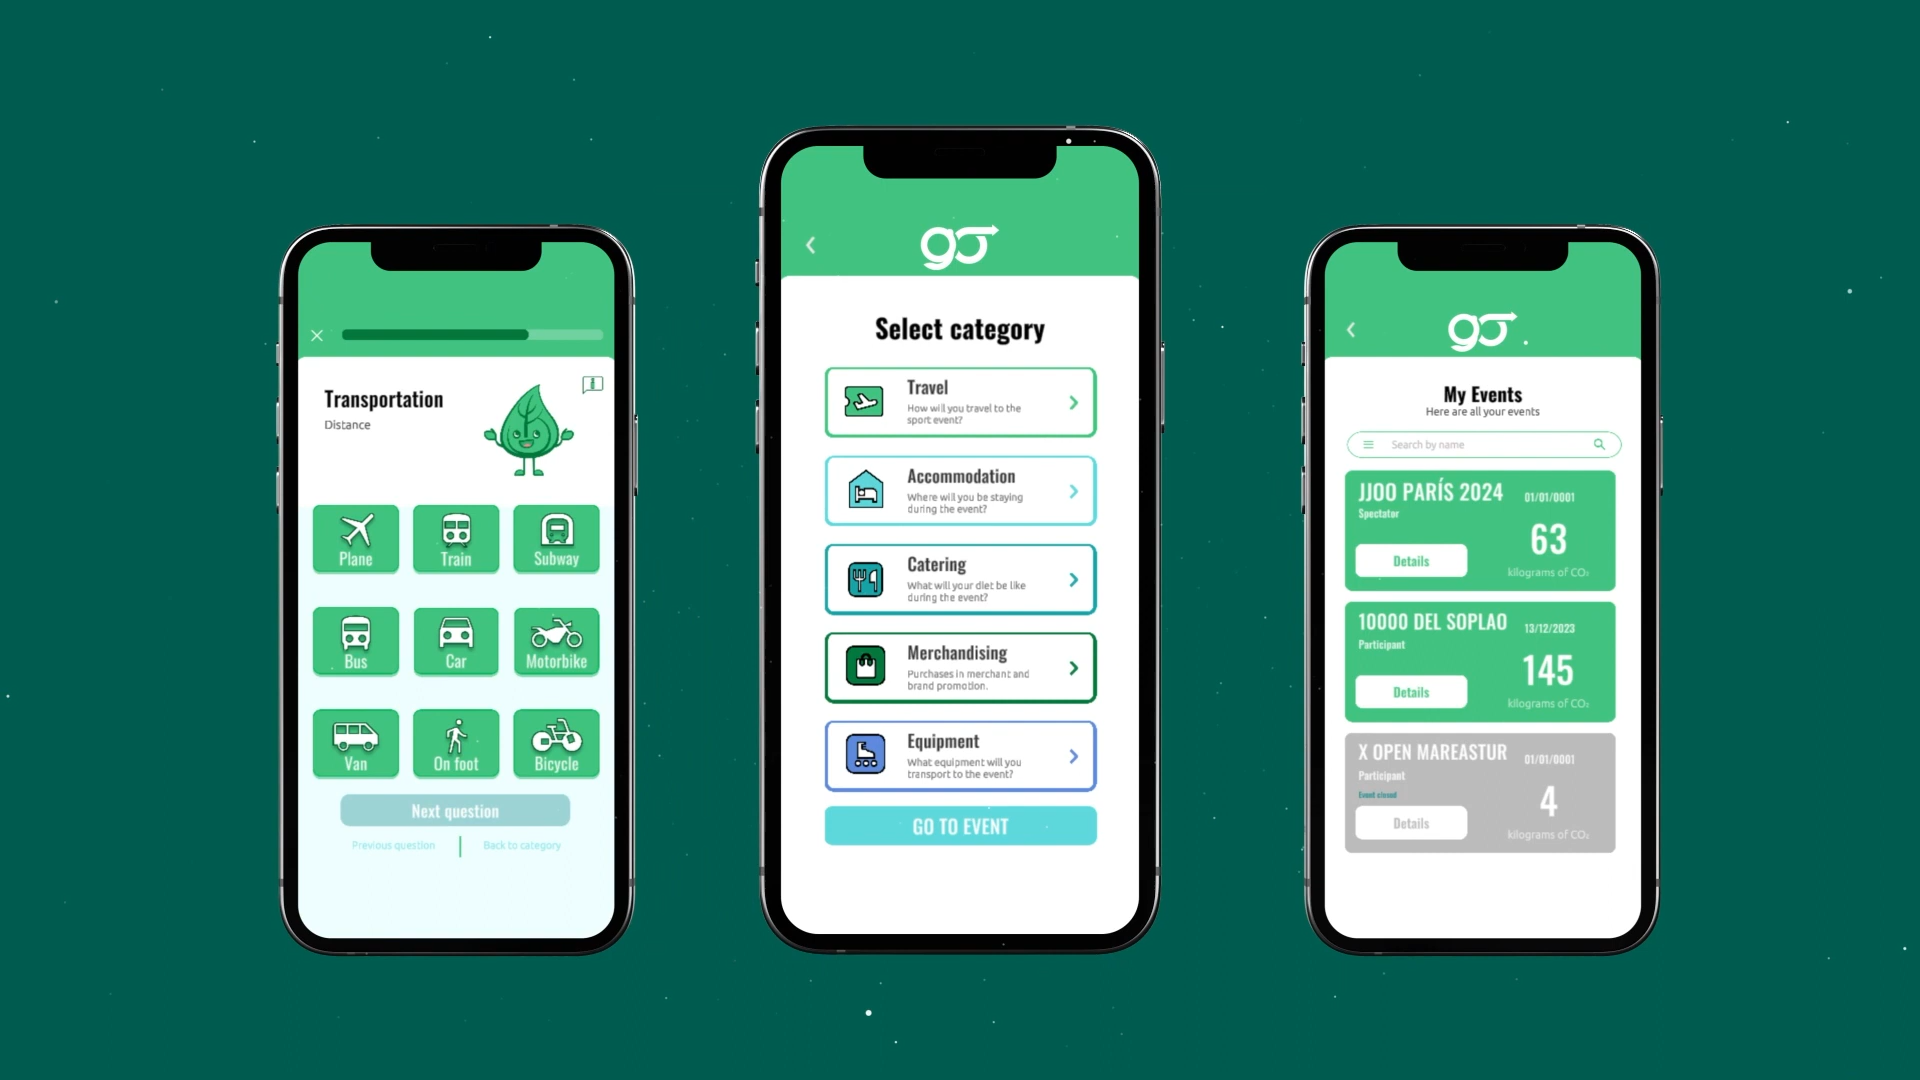 Transportation
Distance
Plane
Train
Subway
Bus
Car
Motorbike
Van
On foot
Bicycle
Next question
Previous question
Back to category
go
Select category
Travel
How will you travel to the
sport event?
Accommodation
Where will you be staying
during the event?
Catering
What will your diet be like
during the event?
Merchandising
Purchases in merchant and
brand promotion.
Equipment
What equipment will you
transport to the event?
GO TO EVENT
go
My Events
Here are all your events
Search by name
JJOO PARÍS 2024
01/01/0001
Spectator
63
Details
kilograms of CO₂
10000 DEL SOPLAO
13/12/2023
Participant
145
Details
kilograms of CO₂
X OPEN MAREASTUR
01/01/0001
Participant
Event closed
4
Details
kilograms of CO₂